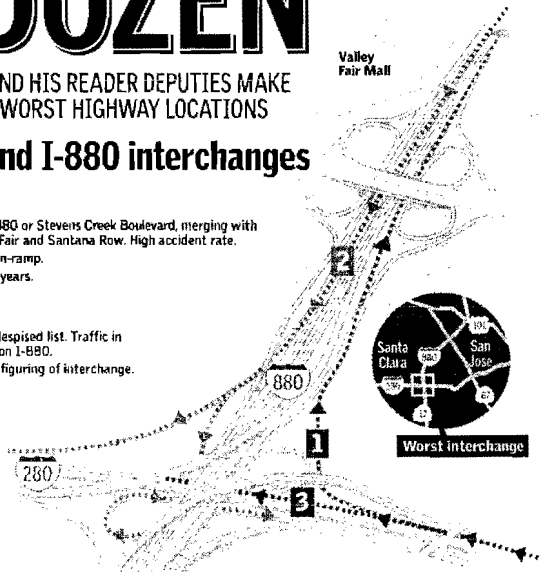 DOZEN
ND HIS READER DEPUTIES MAKE
WORST HIGHWAY LOCATIONS
nd I-880 interchanges
880 or Stevens Creek Boulevard, merging with
Fair and Santana Row. High accident rate.
n-ramp.
years.
lespised list. Traffic in
on I-880.
figuring of interchange.
Valley
Fair Mall
2
880
1
280
3
101
Santa
Clara
880
San
Jose
280
17
87
Worst interchange